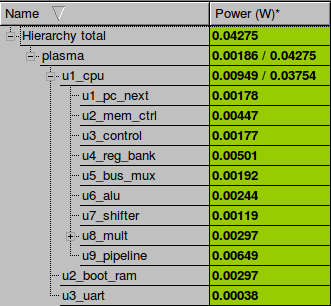 Name Power (W)*
Hierarchy total 0.04275
plasma 0.00186 / 0.04275
u1_cpu 0.00949 / 0.03754
u1_pc_next 0.00178
u2_mem_ctrl 0.00447
u3_control 0.00177
u4_reg_bank 0.00501
u5_bus_mux 0.00192
u6_alu 0.00244
u7_shifter 0.00119
u8_mult 0.00297
u9_pipeline 0.00649
u2_boot_ram 0.00297
u3_uart 0.00038